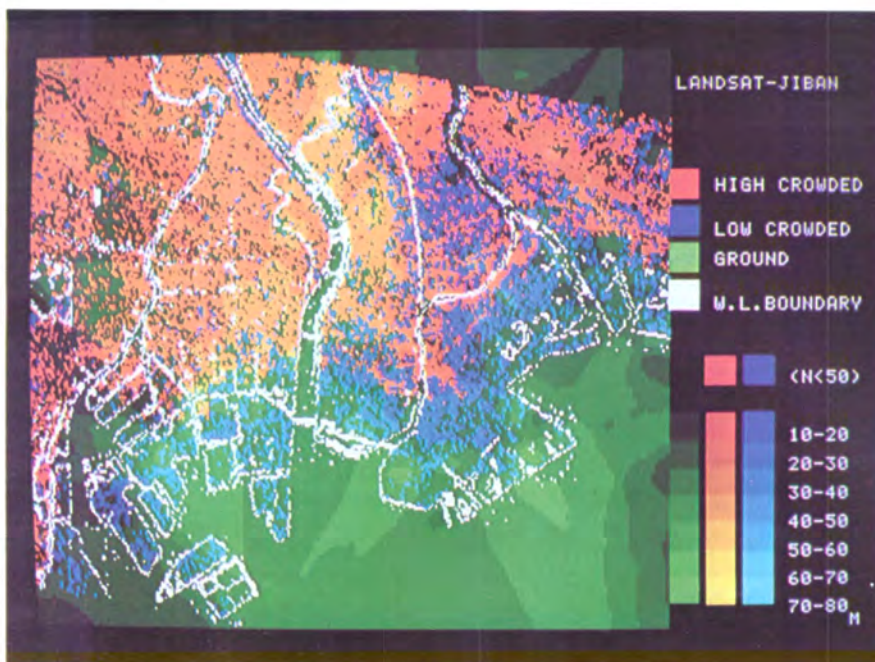 LANDSAT-JIBAN
HIGH CROWDED
LOW CROWDED
GROUND
W.L.BOUNDARY
(N<50)
10-20
20-30
30-40
40-50
50-60
60-70
70-80M